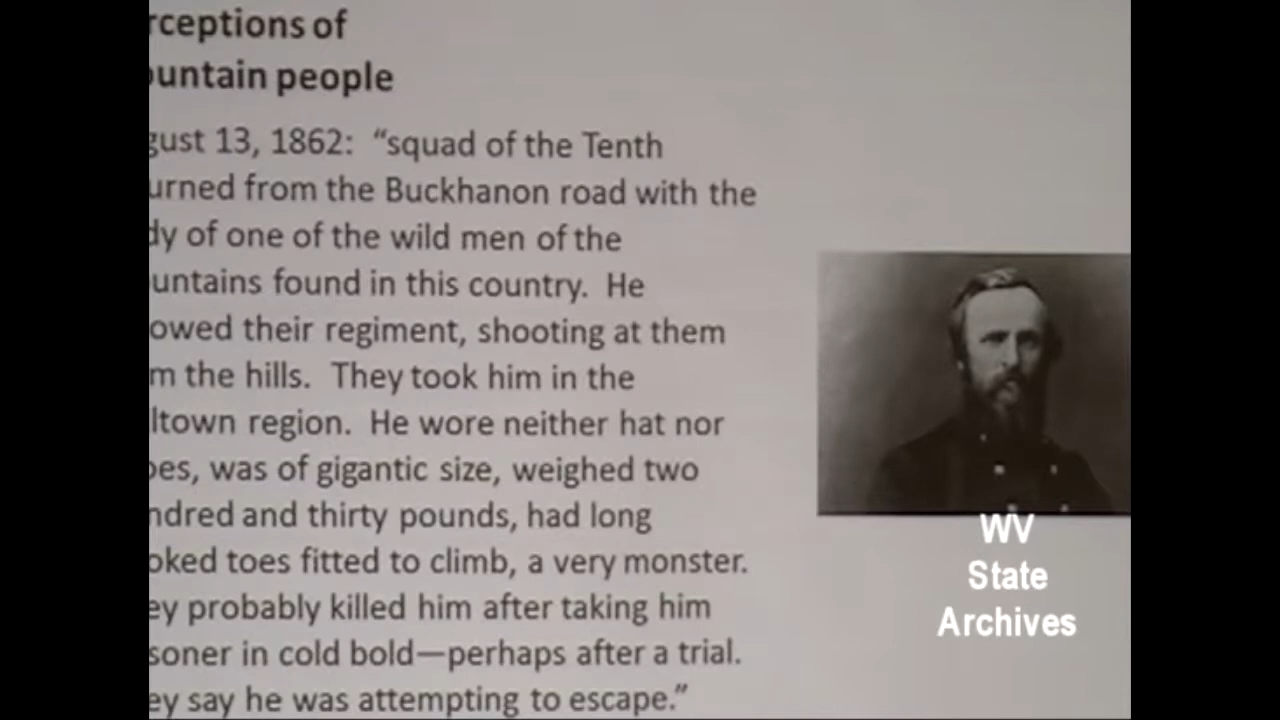 rceptions of
ountain people
gust 13, 1862: “squad of the Tenth
urned from the Buckhanon road with the
dy of one of the wild men of the
untains found in this country. He
owed their regiment, shooting at them
m the hills. They took him in the
ltown region. He wore neither hat nor
oes, was of gigantic size, weighed two
ndred and thirty pounds, had long
oked toes fitted to climb, a very monster.
ey probably killed him after taking him
soner in cold bold—perhaps after a trial.
ey say he was attempting to escape.”
WV
State
Archives